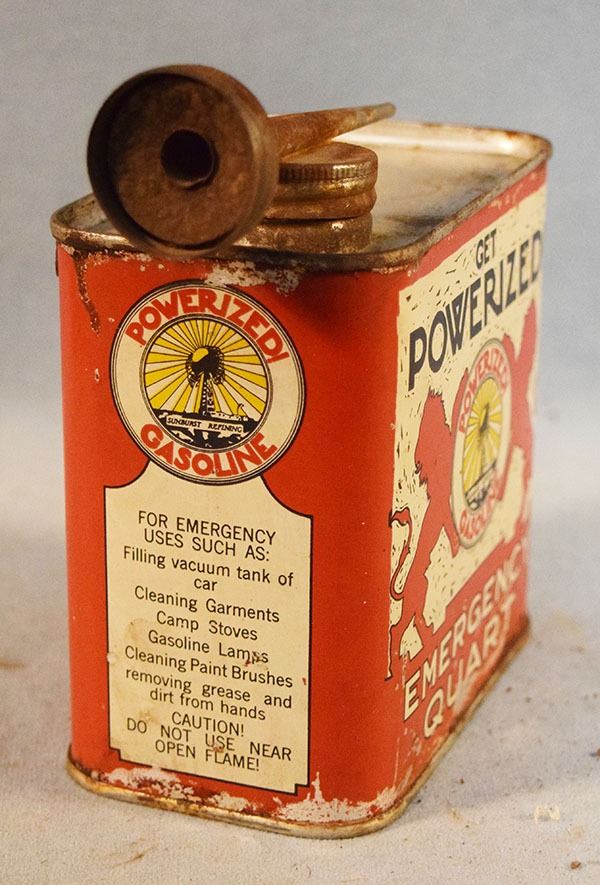 POWERIZED!
SUNBURST REFINING
GASOLINE
FOR EMERGENCY
USES SUCH AS:
Filling vacuum tank of
car
Cleaning Garments
Camp Stoves
Gasoline Lamps
Cleaning Paint Brushes
removing grease and
dirt from hands
CAUTION!
DO NOT USE NEAR
OPEN FLAME!
GET
POWERIZED
POWERIZED
GASOLINE
EMERGENCY
QUART